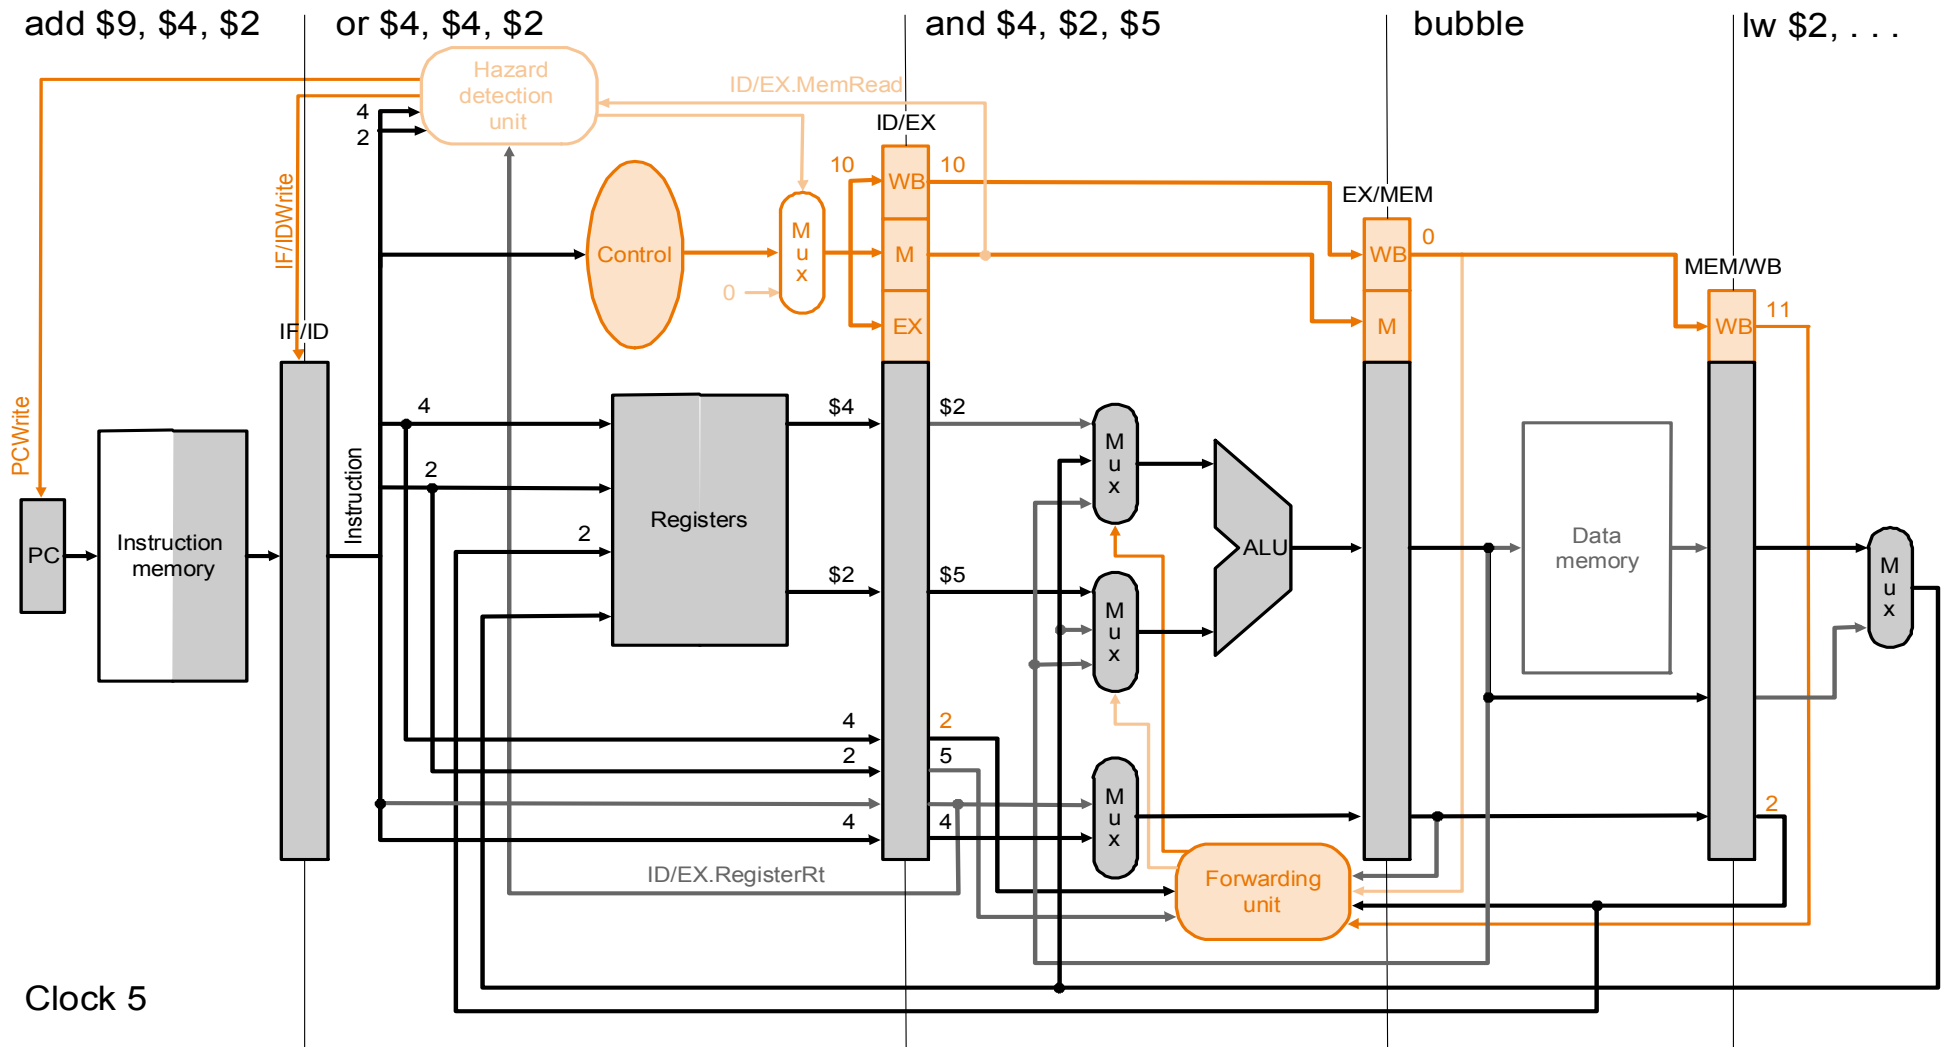 add $9, $4, $2
or $4, $4, $2
and $4, $2, $5
bubble
lw $2, . . .
Hazard
detection
unit
ID/EX.MemRead
4
2
ID/EX
10
10
WB
EX/MEM
IF/IDWrite
Control
M
u
x
M
WB
0
0
MEM/WB
IF/ID
EX
M
WB
11
PCWrite
4
$4
$2
M
u
x
Instruction
2
Registers
2
PC
Instruction
memory
ALU
Data
memory
M
u
x
$2
$5
M
u
x
4
2
2
5
4
4
M
u
x
2
ID/EX.RegisterRt
Forwarding
unit
Clock 5